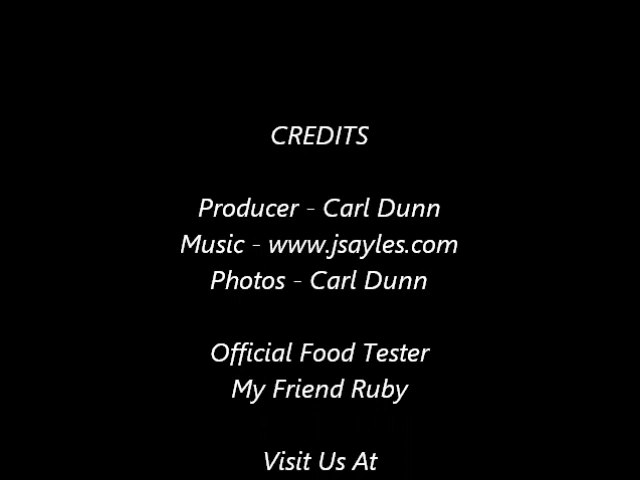 CREDITS
Producer - Carl Dunn
Music - www.jsayles.com
Photos - Carl Dunn
Official Food Tester
My Friend Ruby
Visit Us At